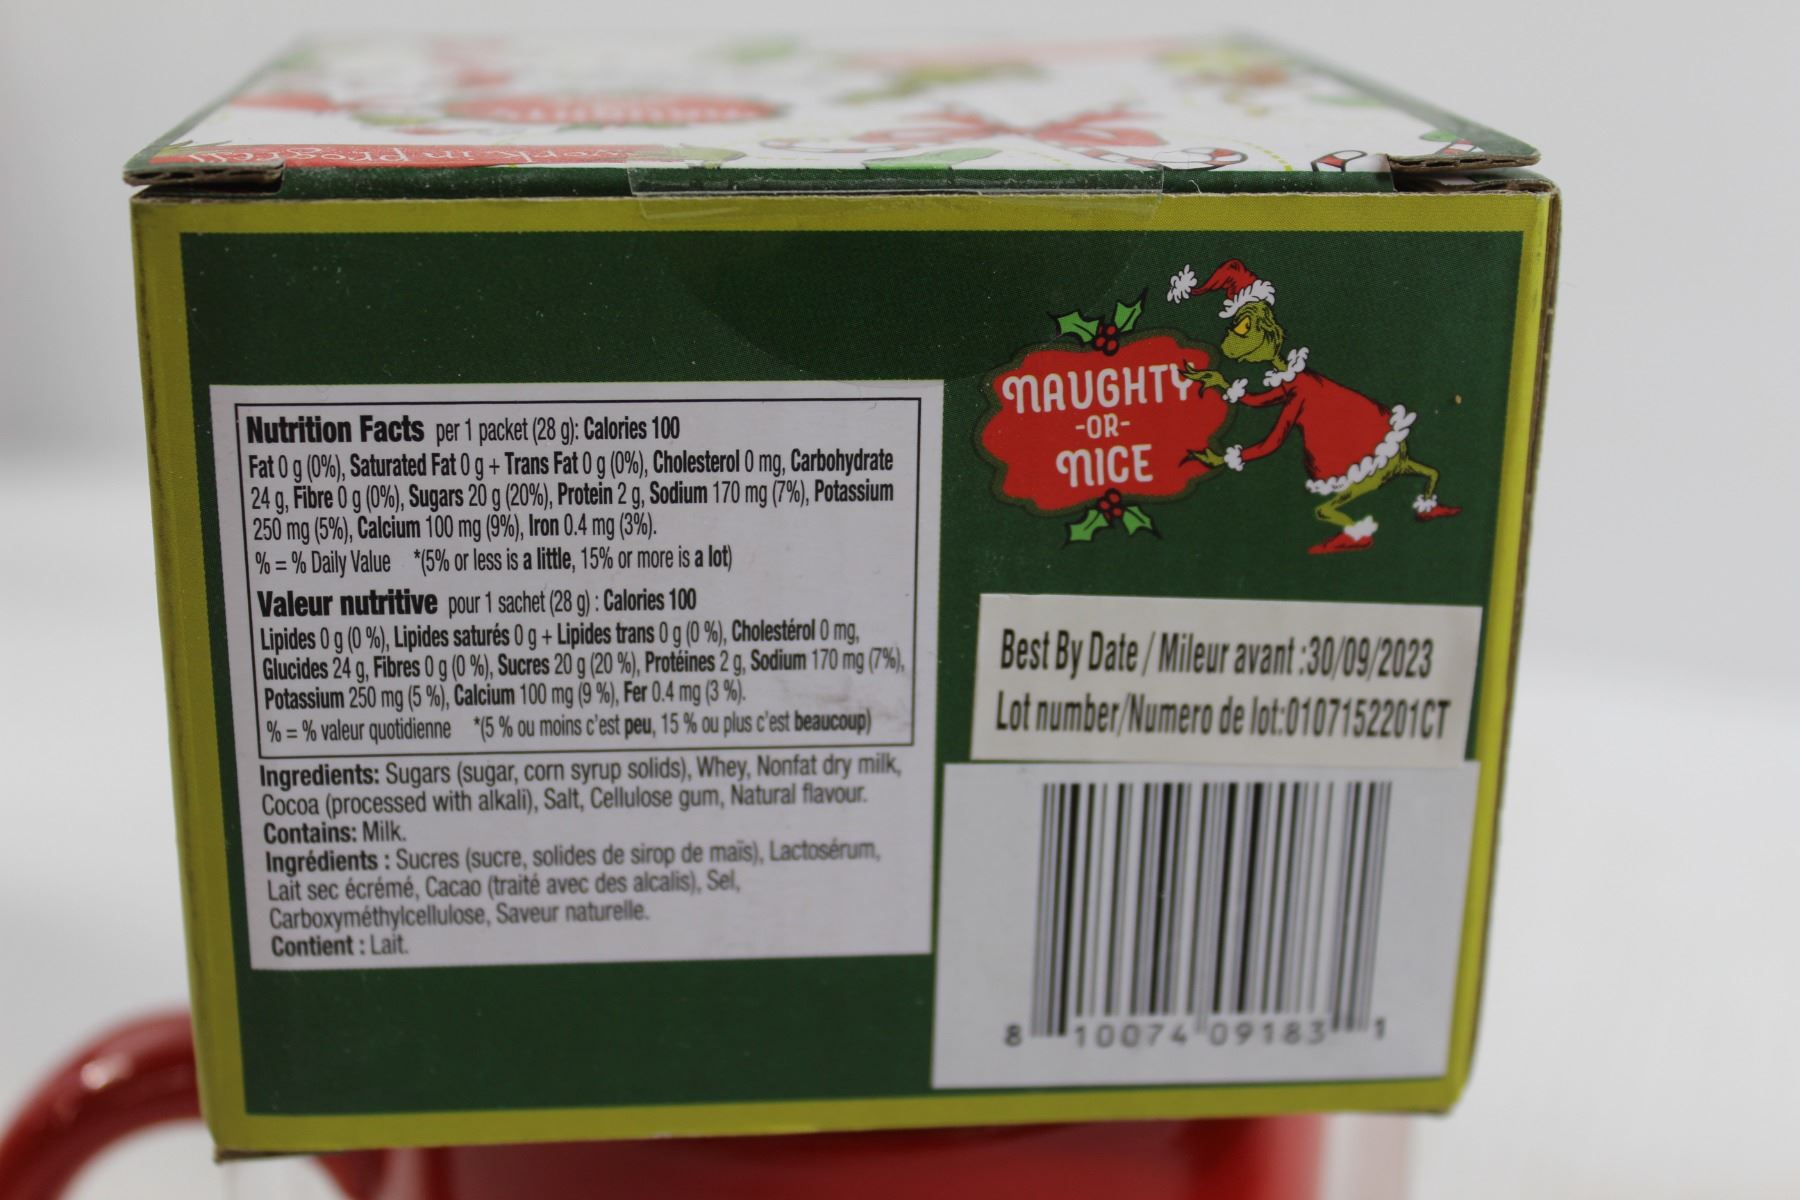 Nutrition Facts per 1 packet (28 g): Calories 100
Fat 0 g (0%), Saturated Fat 0 g + Trans Fat 0 g (0%), Cholesterol 0 mg, Carbohydrate
24 g, Fibre 0 g (0%), Sugars 20 g (20%), Protein 2 g, Sodium 170 mg (7%), Potassium
250 mg (5%), Calcium 100 mg (9%), Iron 0.4 mg (3%).
% = % Daily Value *(5% or less is a little, 15% or more is a lot)
Valeur nutritive pour 1 sachet (28 g) : Calories 100
Lipides 0 g (0 %), Lipides saturés 0 g + Lipides trans 0 g (0 %), Cholestérol 0 mg,
Glucides 24 g, Fibres 0 g (0 %), Sucres 20 g (20 %), Protéines 2 g, Sodium 170 mg (7%),
Potassium 250 mg (5 %), Calcium 100 mg (9 %), Fer 0.4 mg (3 %).
% = % valeur quotidienne *(5 % ou moins c'est peu, 15 % ou plus c'est beaucoup)
Ingredients: Sugars (sugar, corn syrup solids), Whey, Nonfat dry milk,
Cocoa (processed with alkali), Salt, Cellulose gum, Natural flavour.
Contains: Milk.
Ingrédients : Sucres (sucre, solides de sirop de maïs), Lactosérum,
Lait sec écrémé, Cacao (traité avec des alcalis), Sel,
Carboxyméthylcellulose, Saveur naturelle.
Contient : Lait.
NAUGHTY
-OR-
NICE
Best By Date / Mileur avant :30/09/2023
Lot number/Numero de lot:0107152201CT
8 10074 09183 1